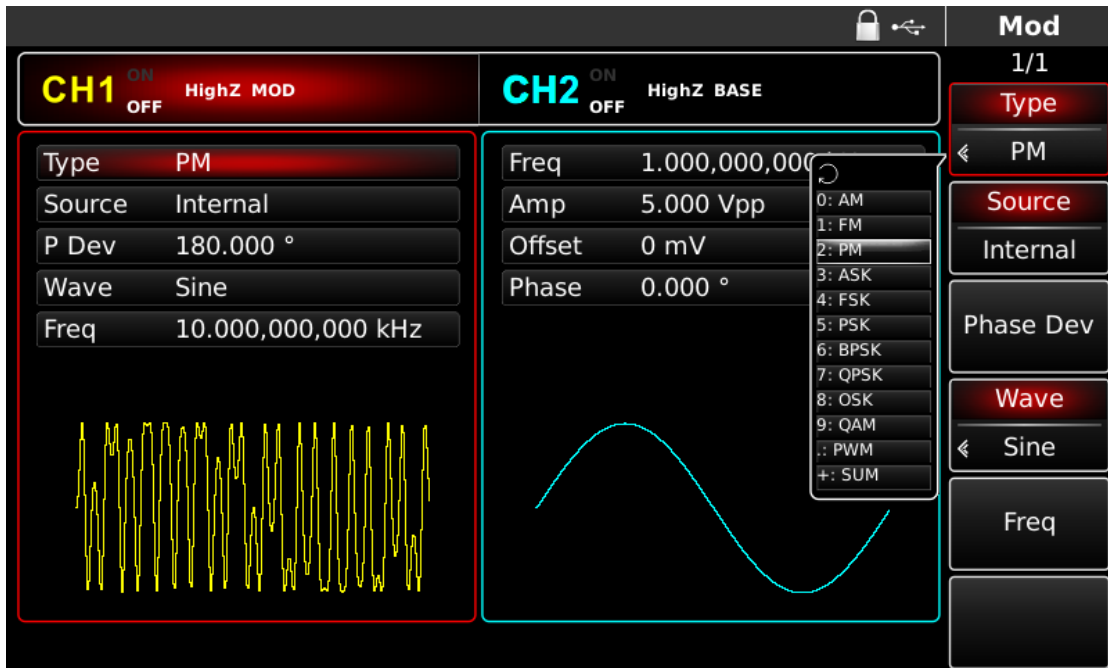 Mod
1/1
CH1 ON OFF HighZ MOD
CH2 ON OFF HighZ BASE
Type PM
Source Internal
P Dev 180.000 °
Wave Sine
Freq 10.000,000,000 kHz
Freq 1.000,000,000
Amp 5.000 Vpp
Offset 0 mV
Phase 0.000 °
0: AM
1: FM
2: PM
3: ASK
4: FSK
5: PSK
6: BPSK
7: QPSK
8: OSK
9: QAM
.: PWM
+: SUM
Type
PM
Source
Internal
Phase Dev
Wave
Sine
Freq